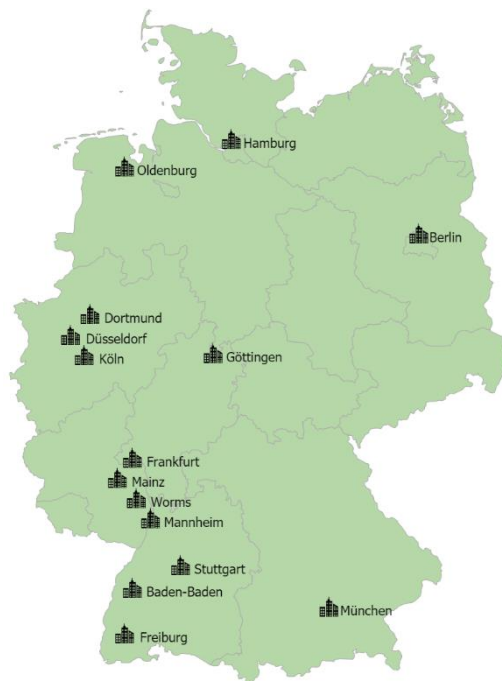 Hamburg
Oldenburg
Berlin
Dortmund
Düsseldorf
Köln
Göttingen
Frankfurt
Mainz
Worms
Mannheim
Stuttgart
Baden-Baden
München
Freiburg